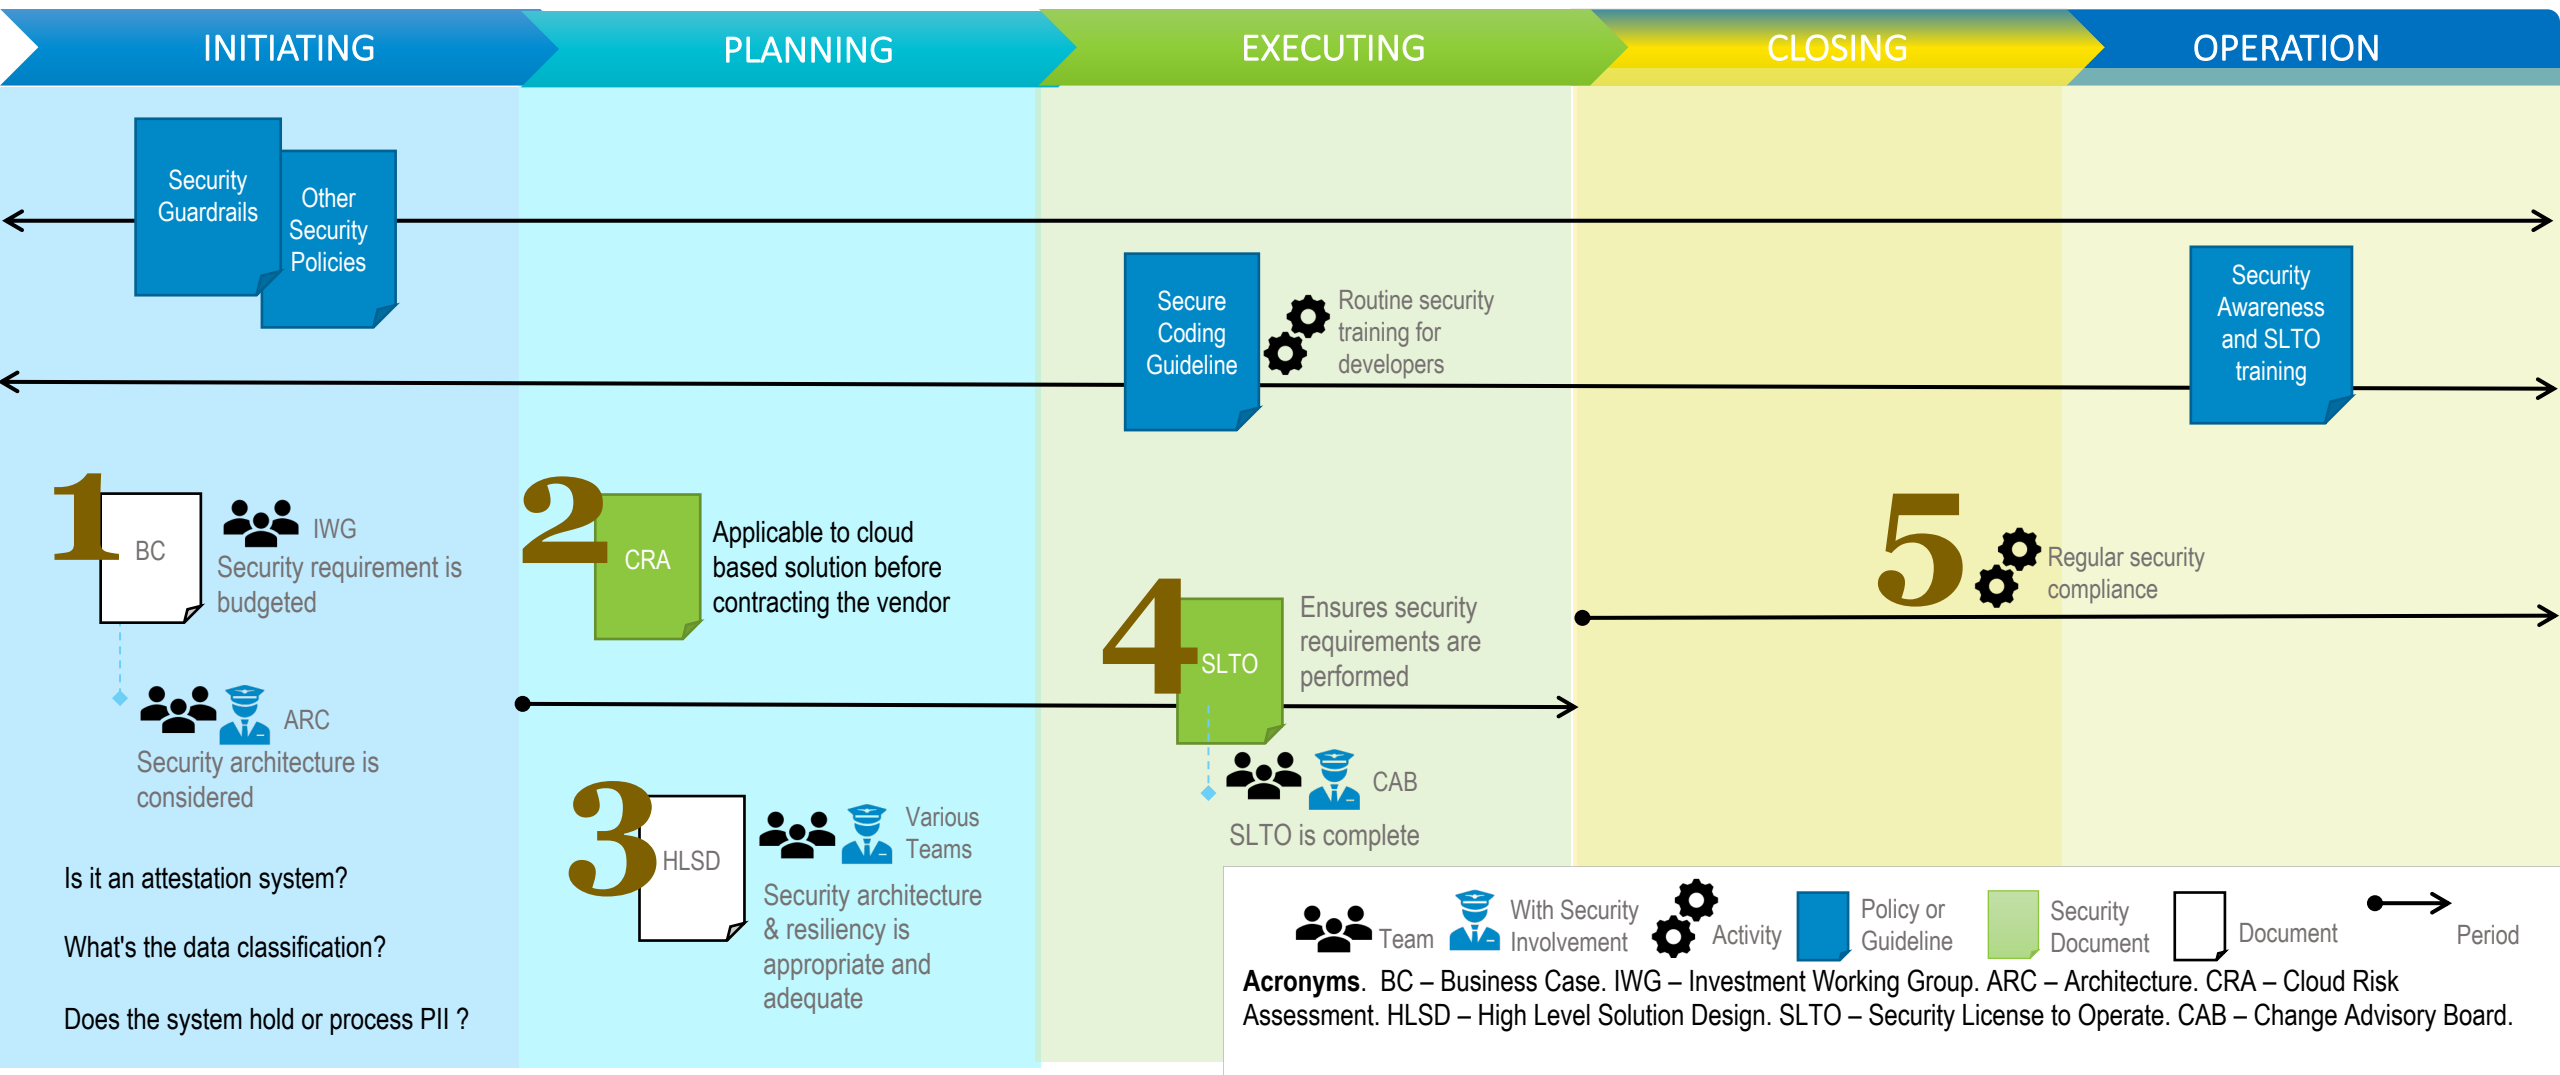 INITIATING
PLANNING
EXECUTING
CLOSING
OPERATION
Security
Guardrails
Other
Security
Policies
Secure
Coding
Guideline
Routine security
training for
developers
Security
Awareness
and SLTO
training
1
BC
IWG
Security requirement is
budgeted
ARC
Security architecture is
considered
Is it an attestation system?
What's the data classification?
Does the system hold or process PII ?
2
CRA
Applicable to cloud
based solution before
contracting the vendor
3
HLSD
Various
Teams
Security architecture
& resiliency is
appropriate and
adequate
4
SLTO
Ensures security
requirements are
performed
CAB
SLTO is complete
5
Regular security
compliance
Team
With Security
Involvement
Activity
Policy or
Guideline
Security
Document
Document
Period
Acronyms.  BC – Business Case. IWG – Investment Working Group. ARC – Architecture. CRA – Cloud Risk
Assessment. HLSD – High Level Solution Design. SLTO – Security License to Operate. CAB – Change Advisory Board.